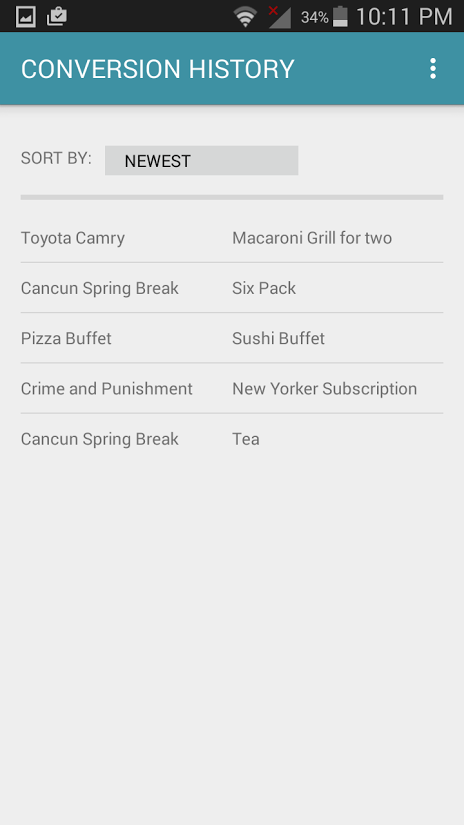 34% 10:11 PM
CONVERSION HISTORY
SORT BY: NEWEST
Toyota Camry Macaroni Grill for two
Cancun Spring Break Six Pack
Pizza Buffet Sushi Buffet
Crime and Punishment New Yorker Subscription
Cancun Spring Break Tea